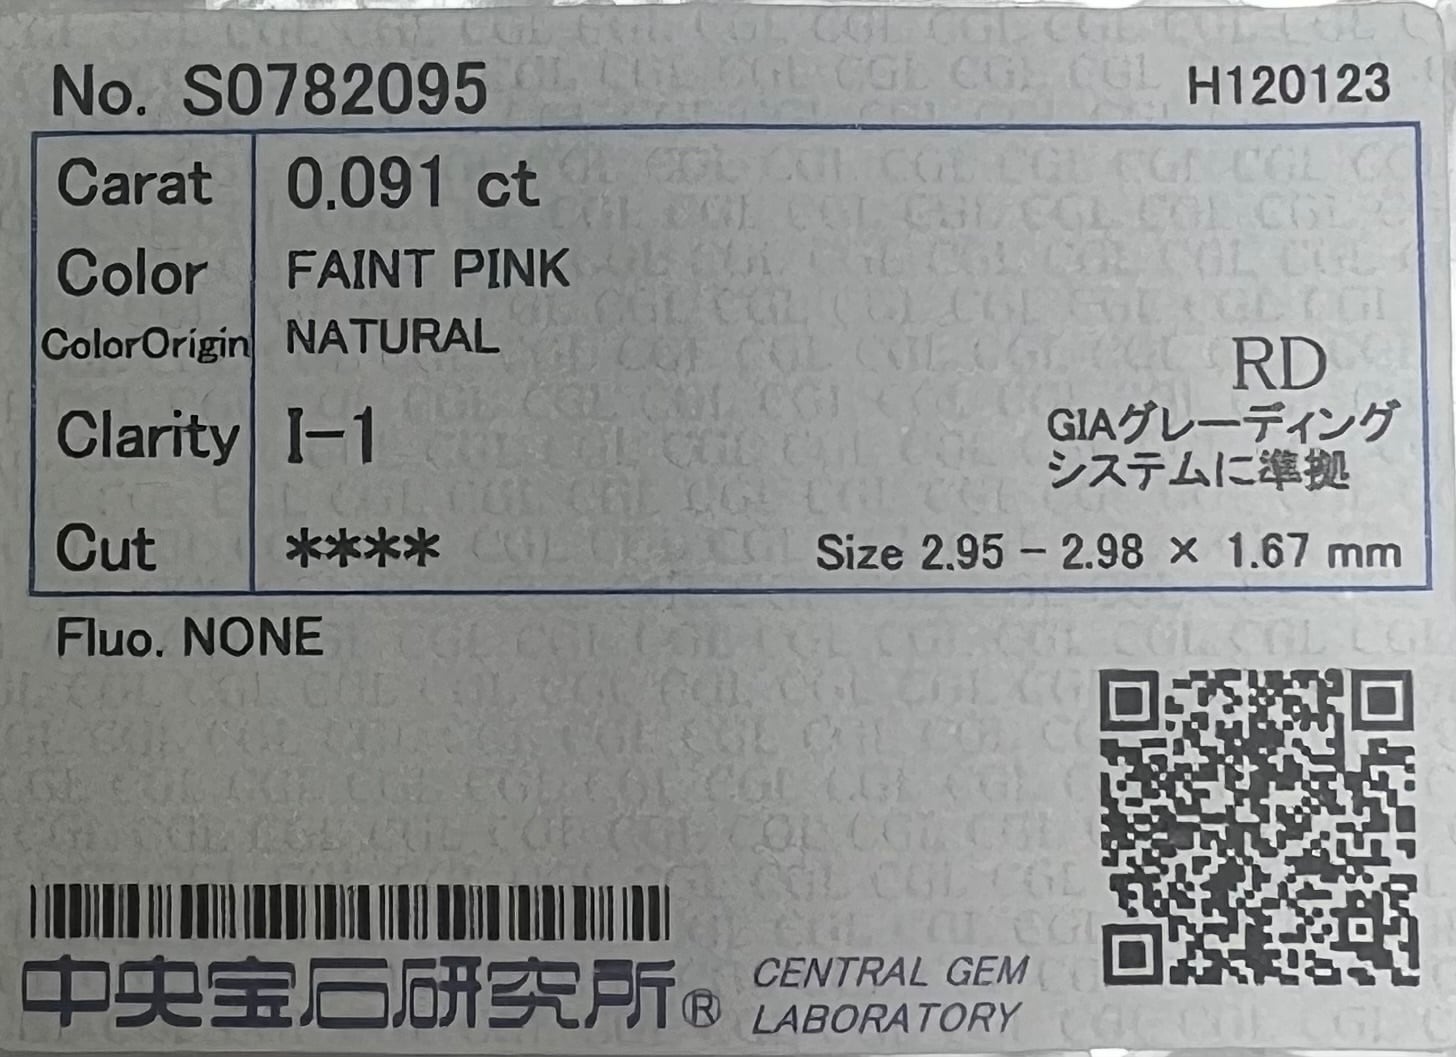 No. S0782095 H120123
Carat 0.091 ct
Color FAINT PINK
ColorOrigin NATURAL
RD
Clarity I-1
GIAグレーディング
システムに準拠
Cut ****
Size 2.95 - 2.98 × 1.67 mm
Fluo. NONE
中央宝石研究所®
CENTRAL GEM
LABORATORY